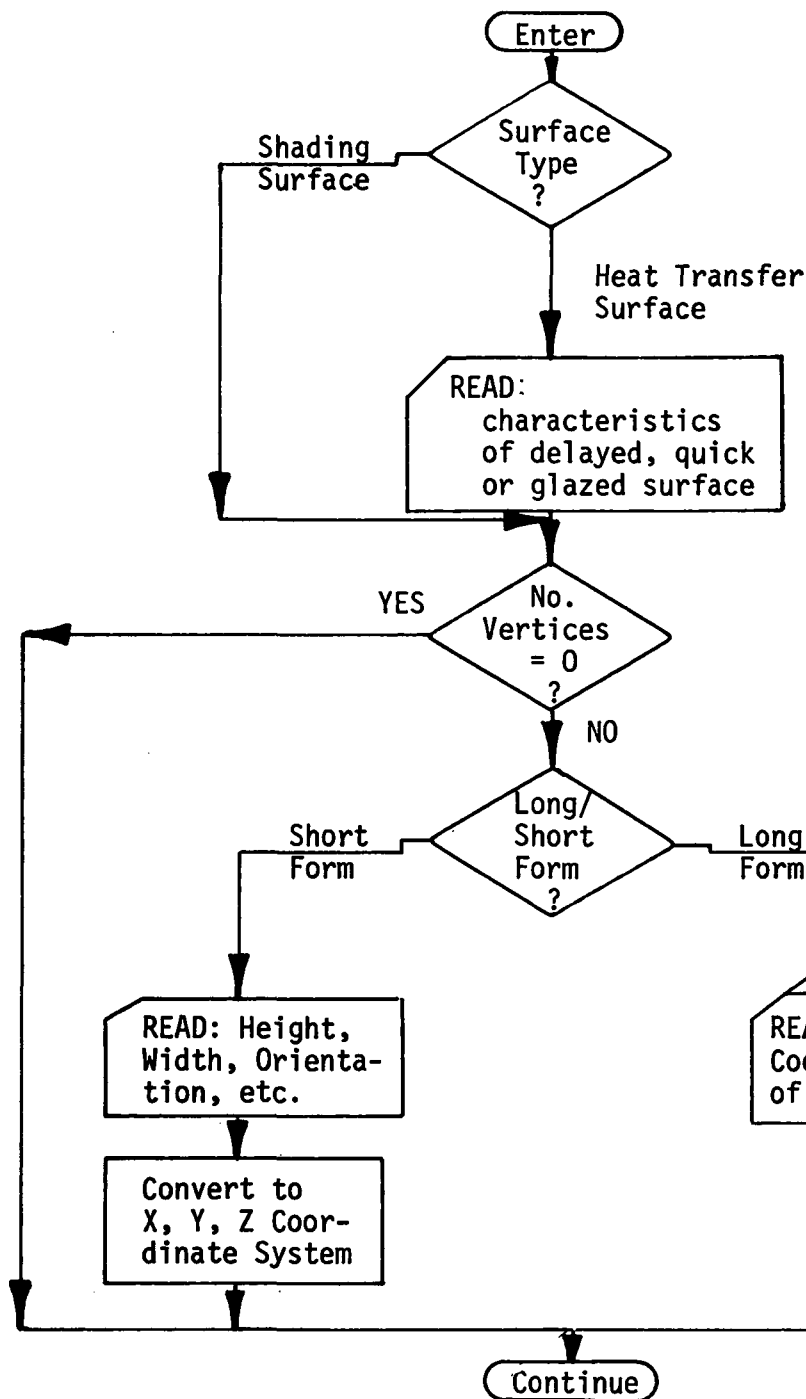 Enter
Surface
Type
?
Shading
Surface
Heat Transfer
Surface
READ:
characteristics
of delayed, quick
or glazed surface
YES
No.
Vertices
= 0
?
NO
Long/
Short
Form
?
Short
Form
Long
Form
READ: Height,
Width, Orienta-
tion, etc.
of
Convert to
X, Y, Z Coor-
dinate System
Continue